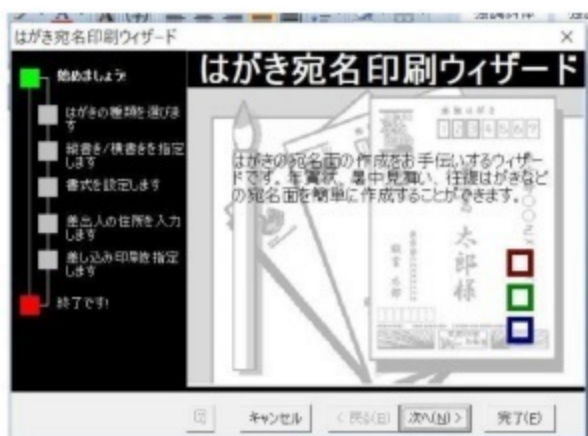 はがき宛名印刷ウィザード
はがき宛名印刷ウィザード
始めましょう!
はがきの種類を選びま
す
縦書き/横書きを指定
します
書式を設定します
差出人の住所を入力
します
差し込み印刷を指定
します
終了です!
はがきの宛名面の作成をお手伝いするウィザー
ドです。年賀状、暑中見舞い、往復はがきなど
の宛名面を簡単に作成することができます。
1234567
太郎様
キャンセル
< 戻る(B)
次へ(N) >
完了(F)